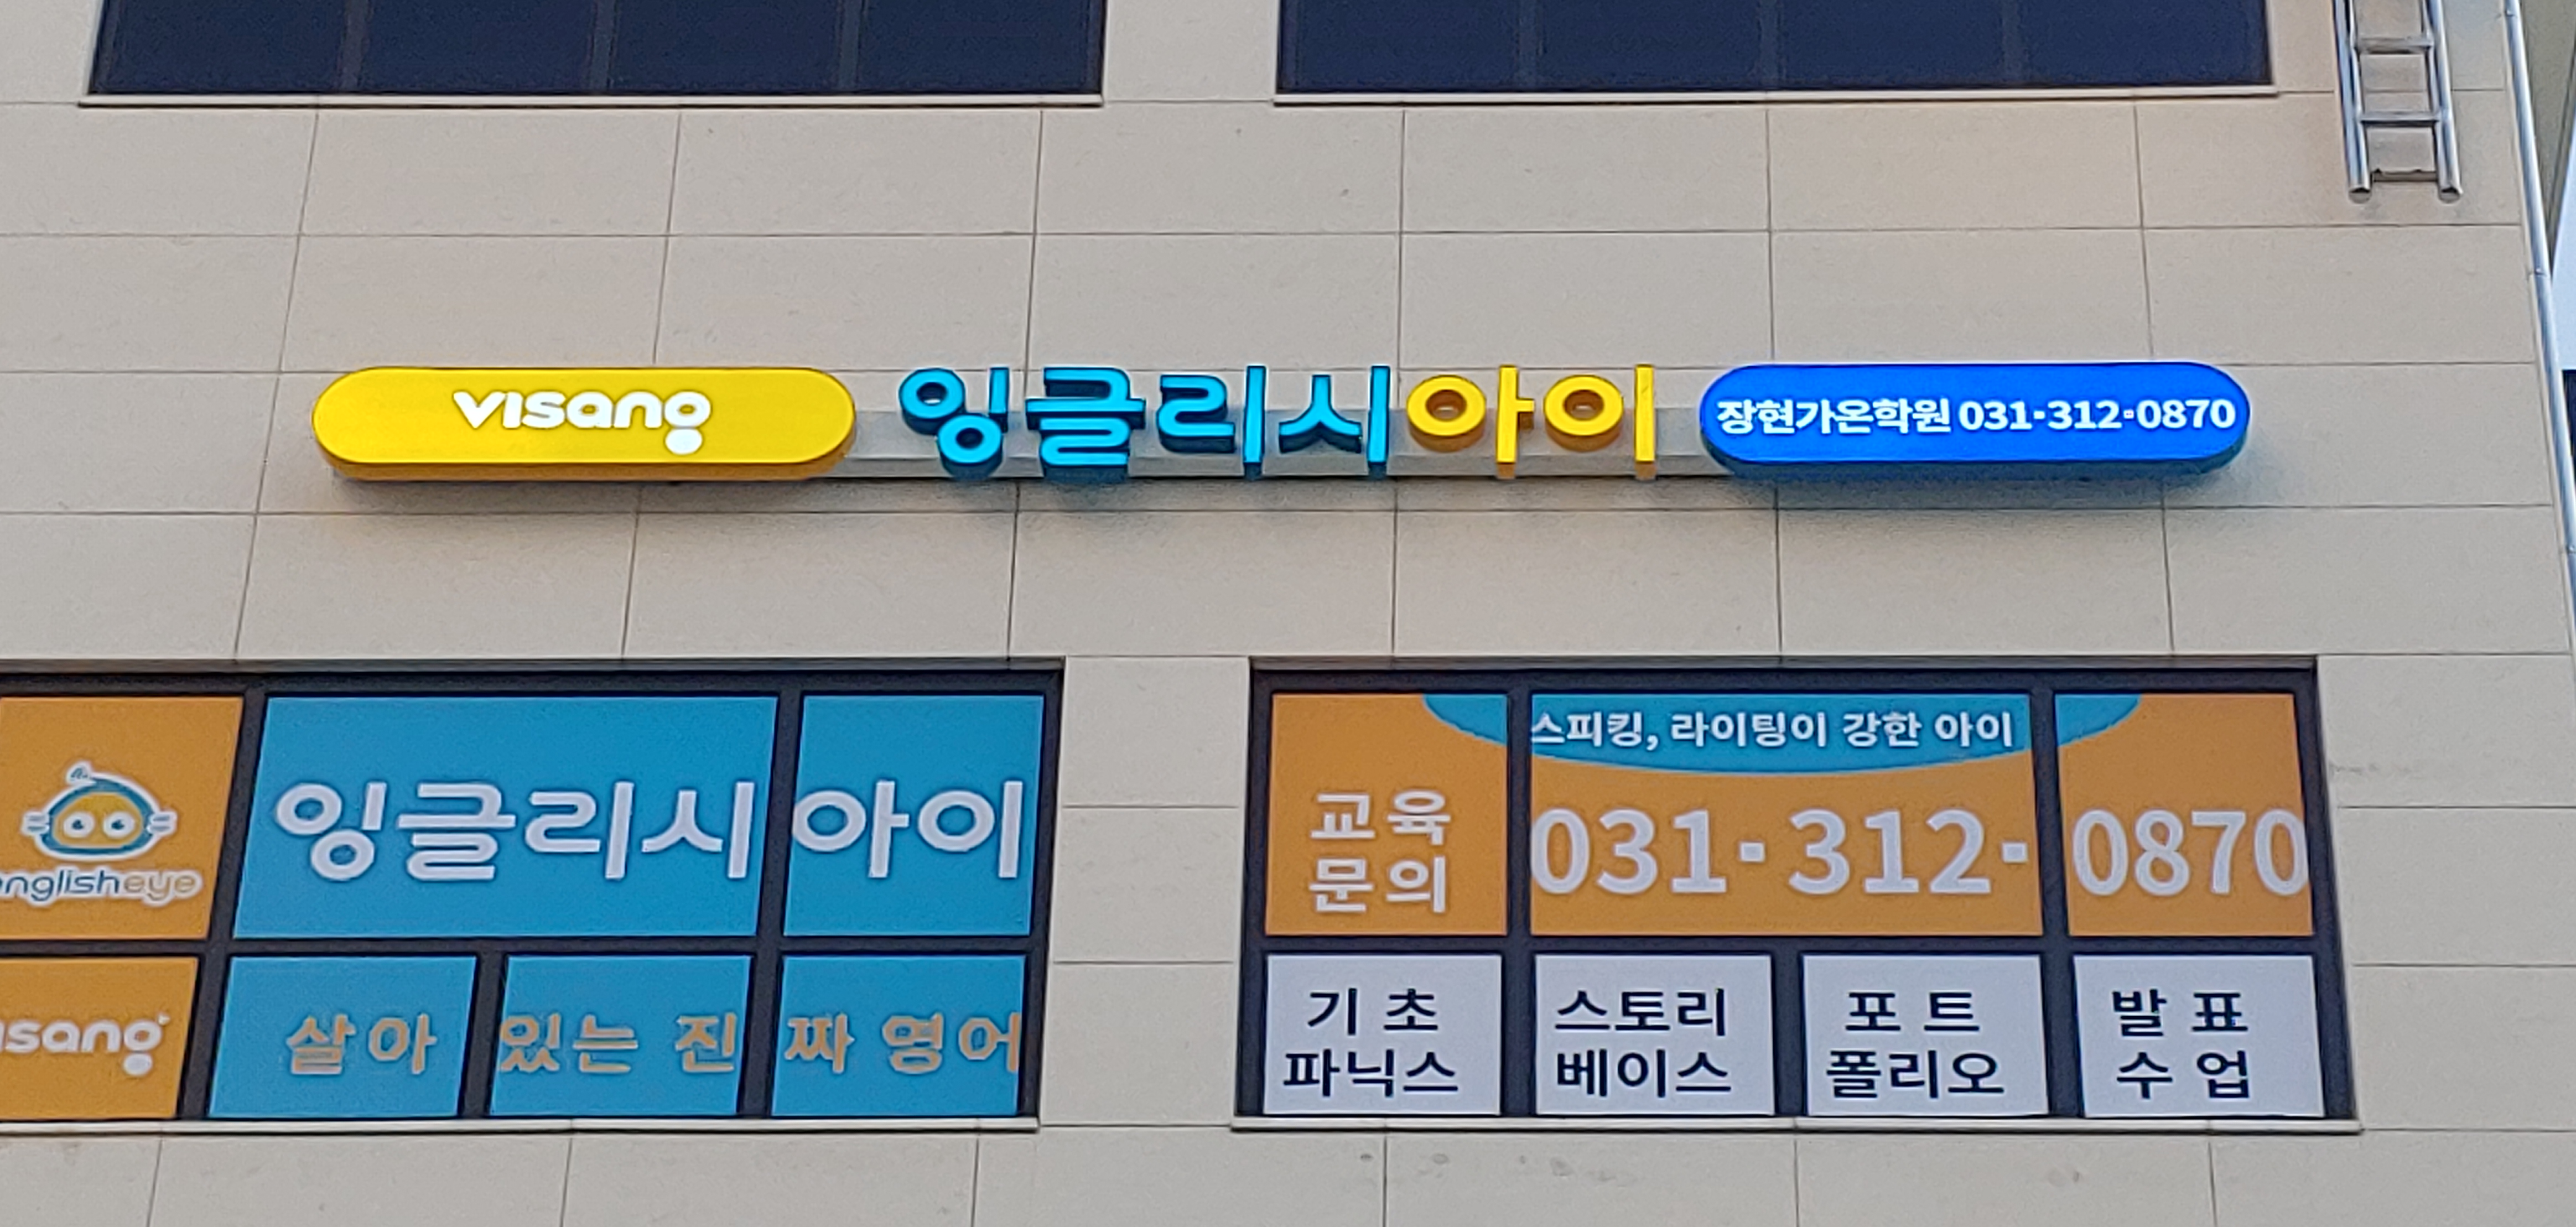 visang 잉글리시아이 장현가온학원 031·312·0870
잉글리시아이
englisheye
visang
살아있는 진짜 영어
스피킹, 라이팅이 강한 아이
교육
문의
031·312·0870
기초
파닉스
스토리
베이스
포트
폴리오
발표
수업